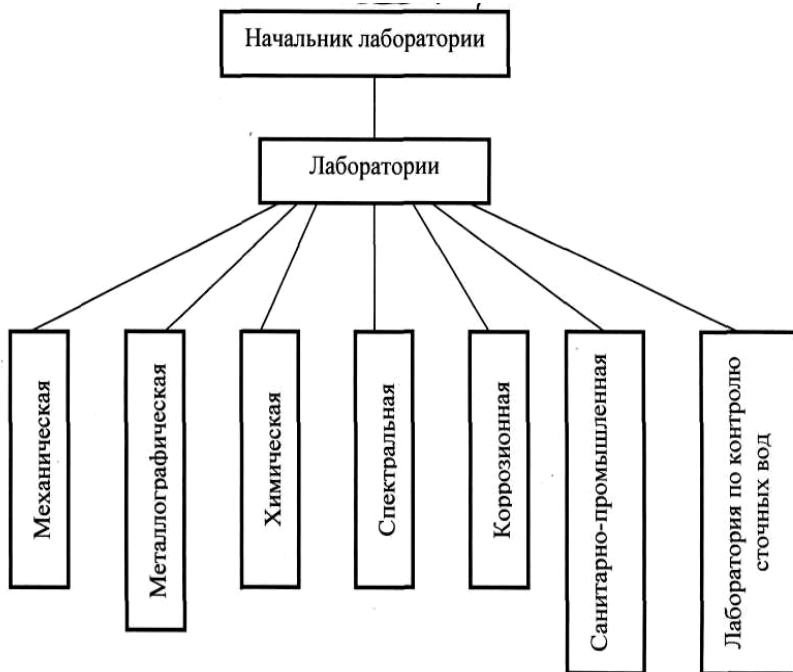 Начальник лаборатории
Лаборатории
Механическая
Металлографическая
Химическая
Спектральная
Коррозионная
Санитарно-промышленная
Лаборатория по контролю
сточных вод